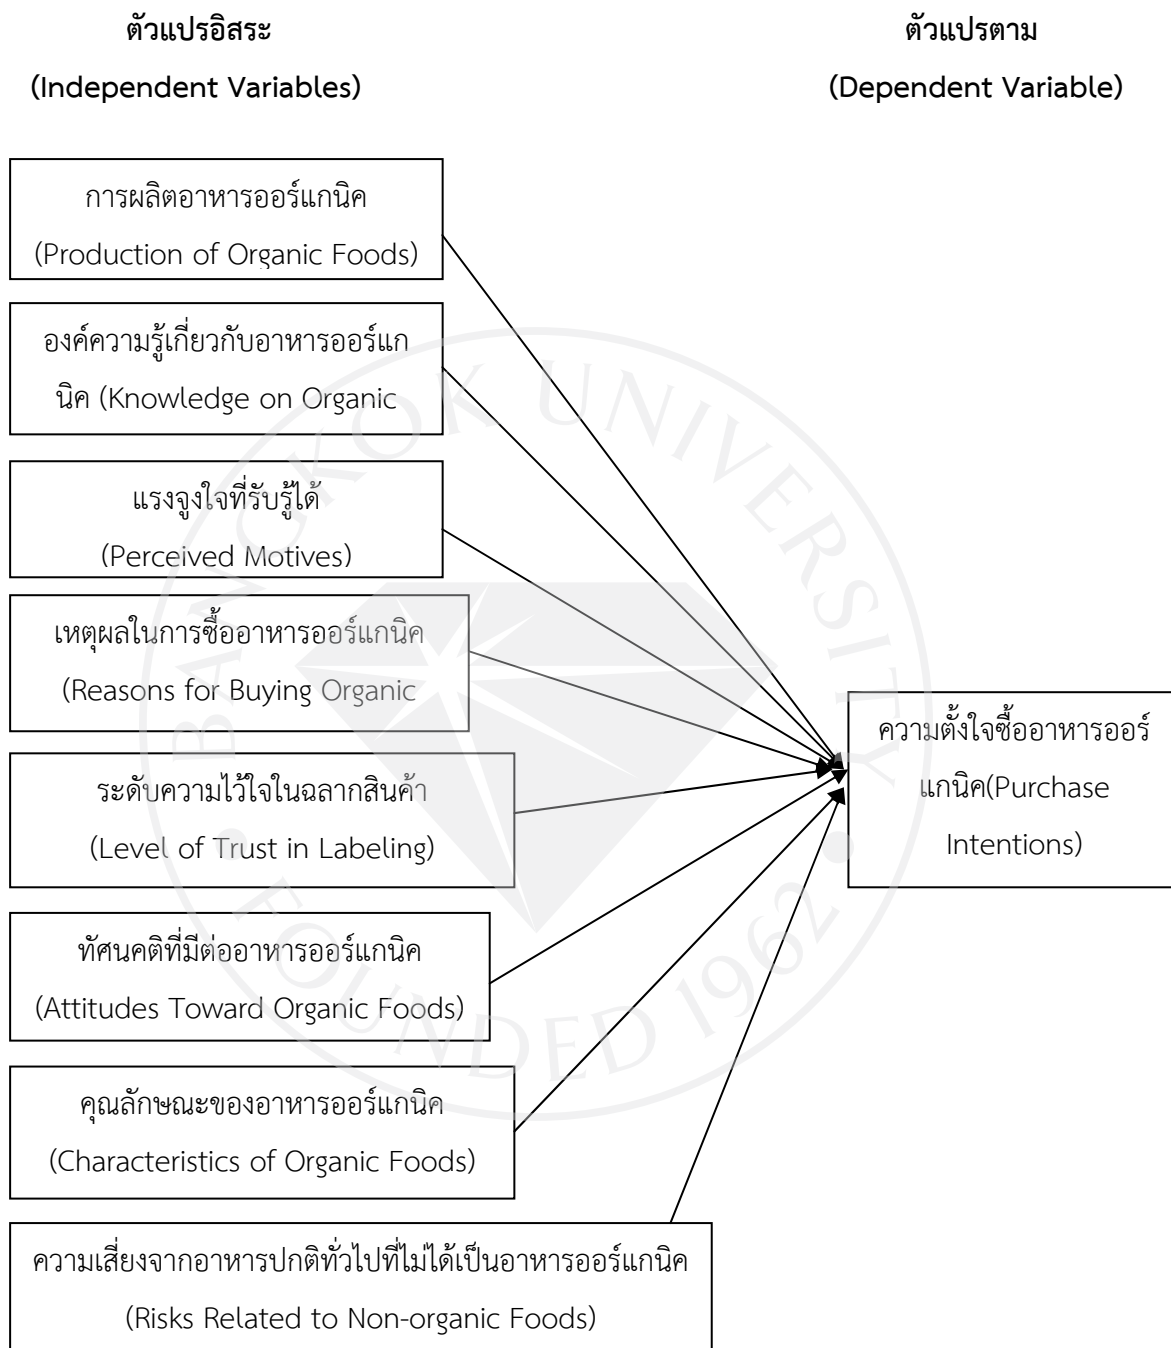 ตัวแปรอิสระ
(Independent Variables)
ตัวแปรตาม
(Dependent Variable)
การผลิตอาหารออร์แกนิค
(Production of Organic Foods)
องค์ความรู้เกี่ยวกับอาหารออร์แก
นิค (Knowledge on Organic
แรงจูงใจที่รับรู้ได้
(Perceived Motives)
เหตุผลในการซื้ออาหารออร์แกนิค
(Reasons for Buying Organic
ระดับความไว้ใจในฉลากสินค้า
(Level of Trust in Labeling)
ทัศนคติที่มีต่ออาหารออร์แกนิค
(Attitudes Toward Organic Foods)
คุณลักษณะของอาหารออร์แกนิค
(Characteristics of Organic Foods)
ความเสี่ยงจากอาหารปกติทั่วไปที่ไม่ได้เป็นอาหารออร์แกนิค
(Risks Related to Non-organic Foods)
ความตั้งใจซื้ออาหารออร์
แกนิค(Purchase
Intentions)
BANGKOK UNIVERSITY
FOUNDED 1962